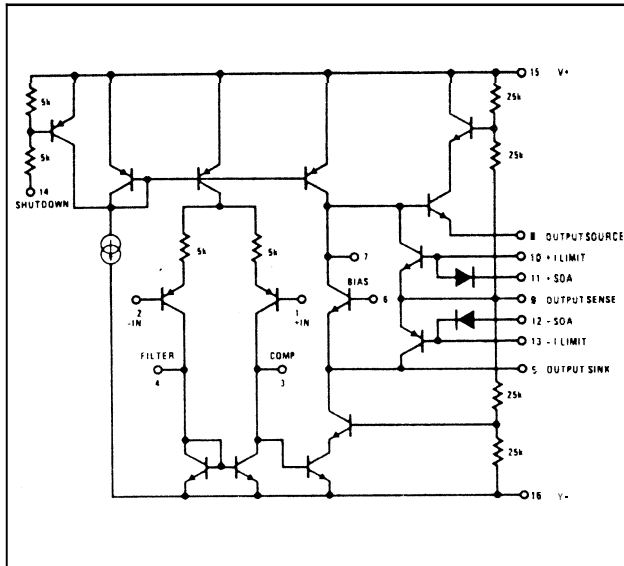 15 V+
5k
25k
5k
25k
14
SHUTDOWN
8 OUTPUT SOURCE
5k
5k
7
10 + I LIMIT
11 + SOA
BIAS
6
9 OUTPUT SENSE
2
-IN
1
+IN
12 - SOA
13 - I LIMIT
FILTER
4
COMP
3
5 OUTPUT SINK
25k
25k
16 V-